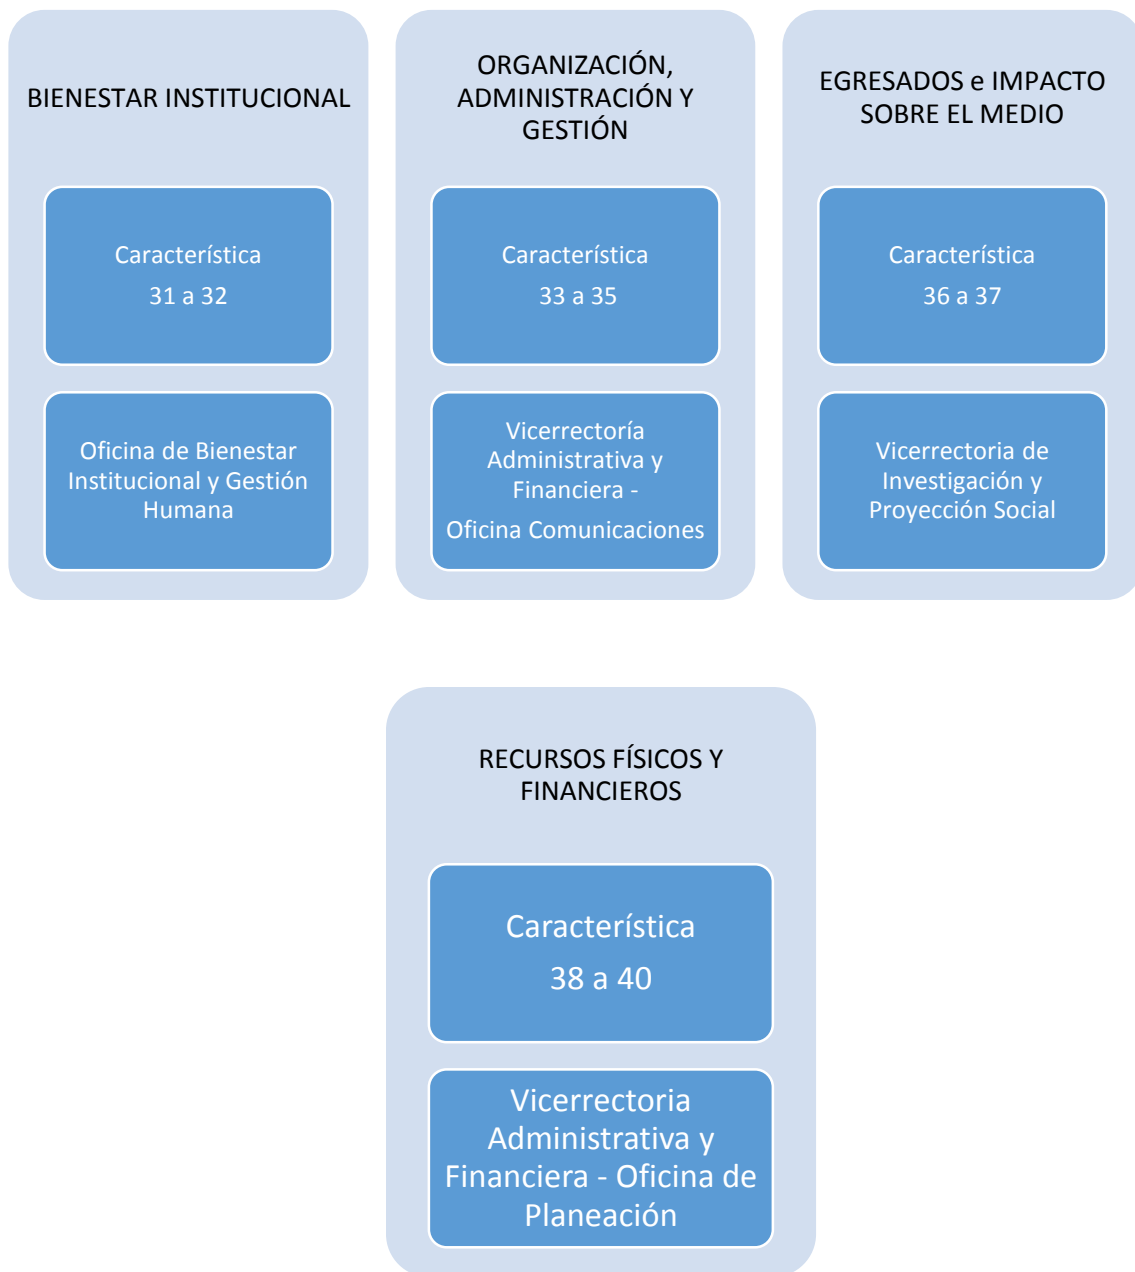 BIENESTAR INSTITUCIONAL
Característica
31 a 32
Oficina de Bienestar
Institucional y Gestión
Humana
ORGANIZACIÓN,
ADMINISTRACIÓN Y
GESTIÓN
Característica
33 a 35
Vicerrectoría
Administrativa y
Financiera -
Oficina Comunicaciones
EGRESADOS e IMPACTO
SOBRE EL MEDIO
Característica
36 a 37
Vicerrectoria de
Investigación y
Proyección Social
RECURSOS FÍSICOS Y
FINANCIEROS
Característica
38 a 40
Vicerrectoria
Administrativa y
Financiera - Oficina de
Planeación